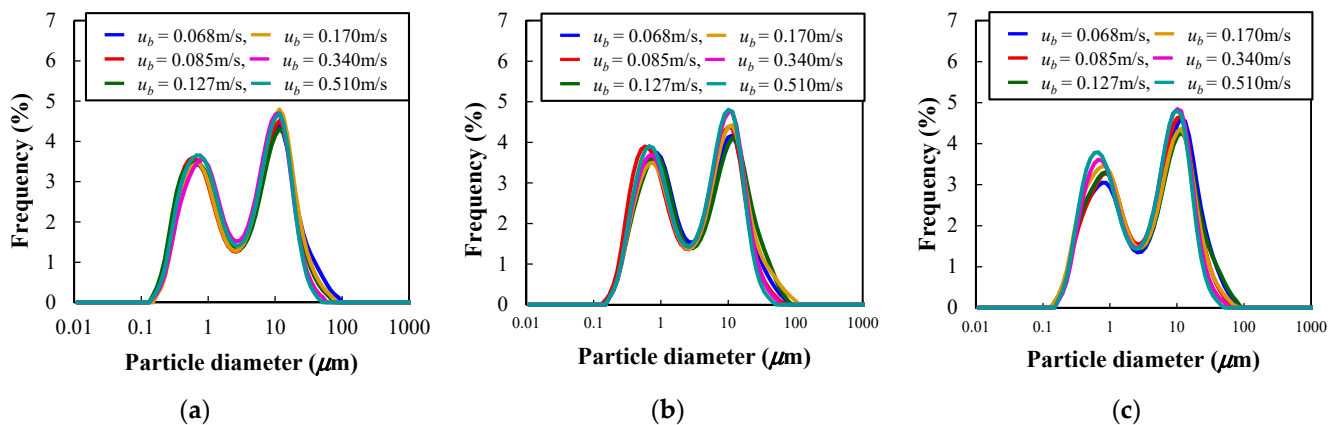 7
6
5
4
3
2
1
0
Frequency (%)
u_b = 0.068m/s, u_b = 0.170m/s
u_b = 0.085m/s, u_b = 0.340m/s
u_b = 0.127m/s, u_b = 0.510m/s
0.01 0.1 1 10 100 1000
Particle diameter (μm)
(a)
7
6
5
4
3
2
1
0
Frequency (%)
u_b = 0.068m/s, u_b = 0.170m/s
u_b = 0.085m/s, u_b = 0.340m/s
u_b = 0.127m/s, u_b = 0.510m/s
0.01 0.1 1 10 100 1000
Particle diameter (μm)
(b)
7
6
5
4
3
2
1
0
Frequency (%)
u_b = 0.068m/s, u_b = 0.170m/s
u_b = 0.085m/s, u_b = 0.340m/s
u_b = 0.127m/s, u_b = 0.510m/s
0.01 0.1 1 10 100 1000
Particle diameter (μm)
(c)